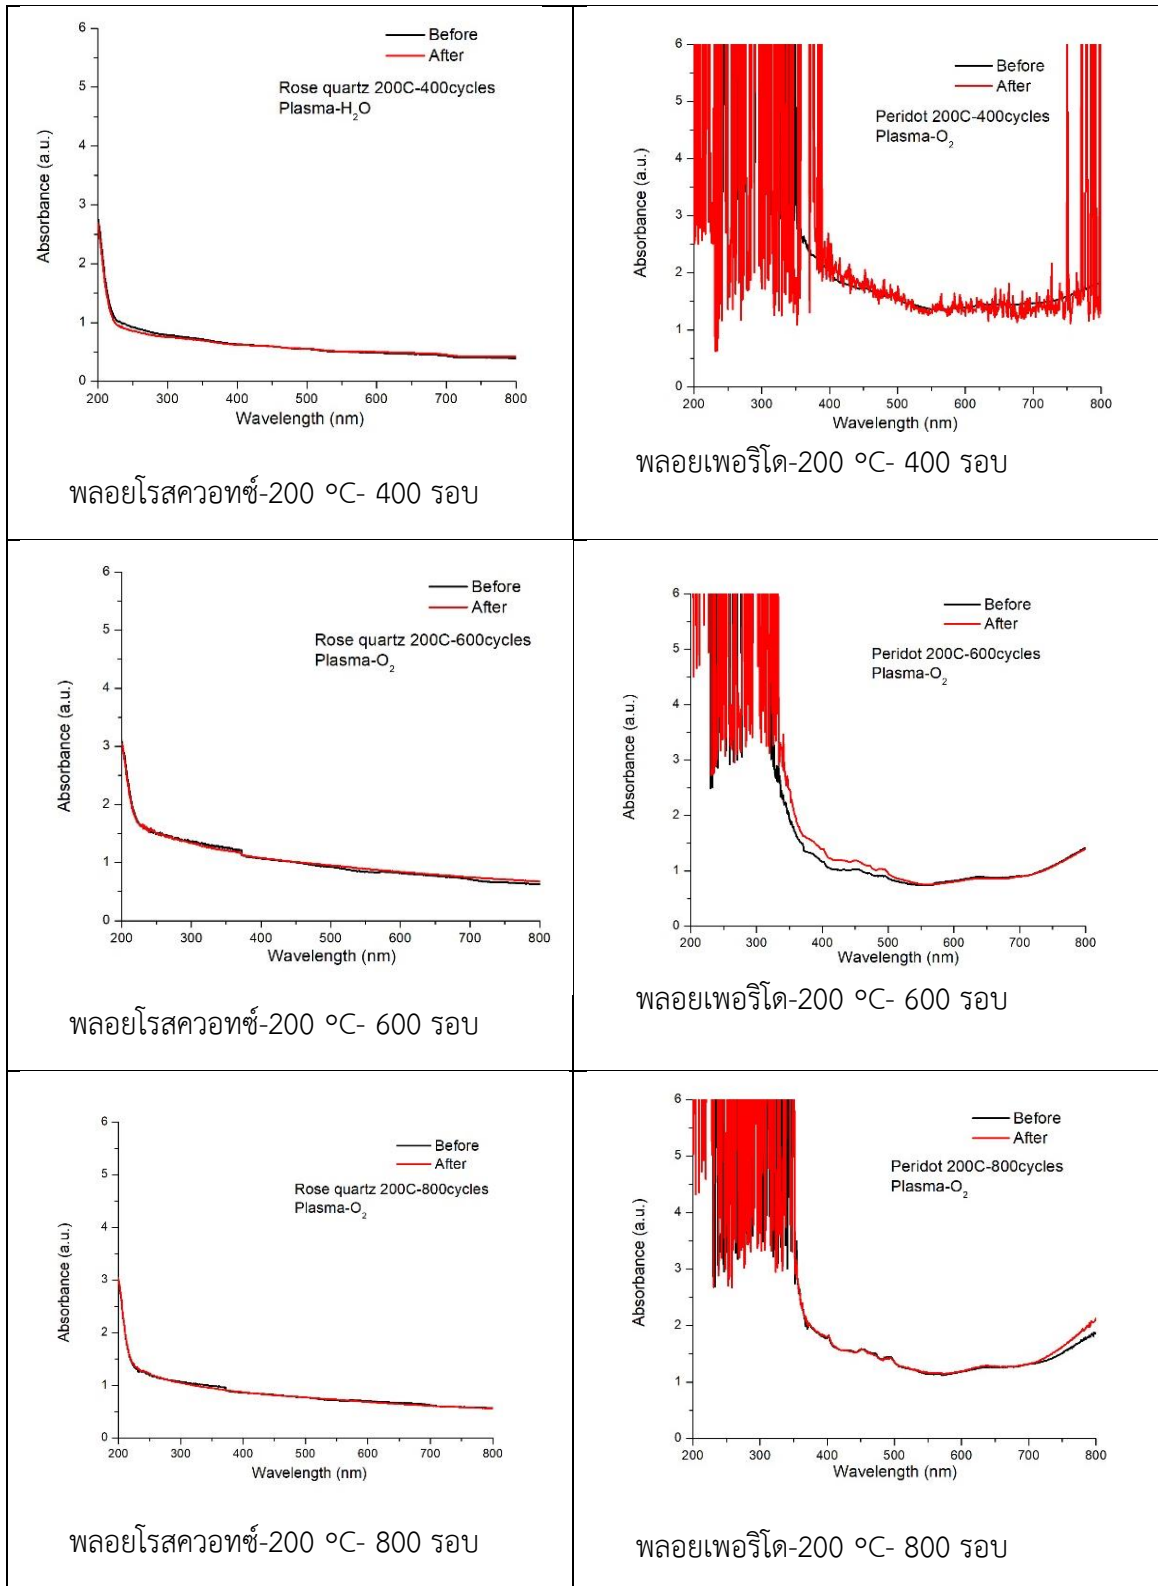 Before
After
Rose quartz 200C-400cycles
Plasma-H₂O
6
5
4
3
2
1
0
Absorbance (a.u.)
200 300 400 500 600 700 800
Wavelength (nm)
พลอยโรสควอทซ์-200 °C- 400 รอบ
Before
After
Peridot 200C-400cycles
Plasma-O₂
6
5
4
3
2
1
0
Absorbance (a.u.)
200 300 400 500 600 700 800
Wavelength (nm)
พลอยเพอริโด-200 °C- 400 รอบ
Before
After
Rose quartz 200C-600cycles
Plasma-O₂
6
5
4
3
2
1
0
Absorbance (a.u.)
200 300 400 500 600 700 800
Wavelength (nm)
พลอยโรสควอทซ์-200 °C- 600 รอบ
Before
After
Peridot 200C-600cycles
Plasma-O₂
6
5
4
3
2
1
0
Absorbance (a.u.)
200 300 400 500 600 700 800
Wavelength (nm)
พลอยเพอริโด-200 °C- 600 รอบ
Before
After
Rose quartz 200C-800cycles
Plasma-O₂
6
5
4
3
2
1
0
Absorbance (a.u.)
200 300 400 500 600 700 800
Wavelength (nm)
พลอยโรสควอทซ์-200 °C- 800 รอบ
Before
After
Peridot 200C-800cycles
Plasma-O₂
6
5
4
3
2
1
0
Absorbance (a.u.)
200 300 400 500 600 700 800
Wavelength (nm)
พลอยเพอริโด-200 °C- 800 รอบ